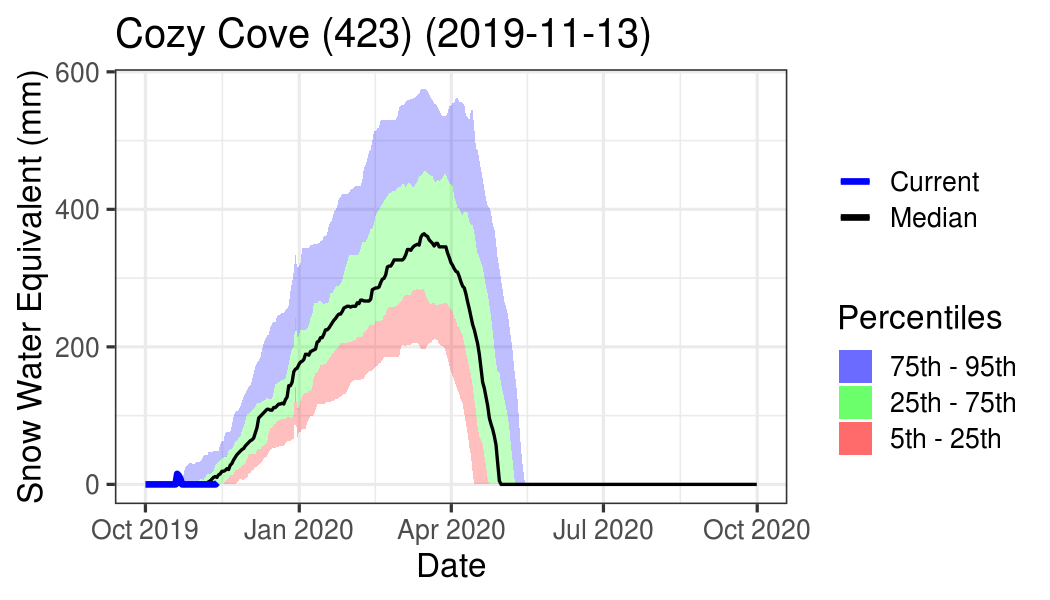 Cozy Cove (423) (2019-11-13)
Snow Water Equivalent (mm)
600
400
200
0
Oct 2019
Jan 2020
Apr 2020
Jul 2020
Oct 2020
Date
Current
Median
Percentiles
75th - 95th
25th - 75th
5th - 25th